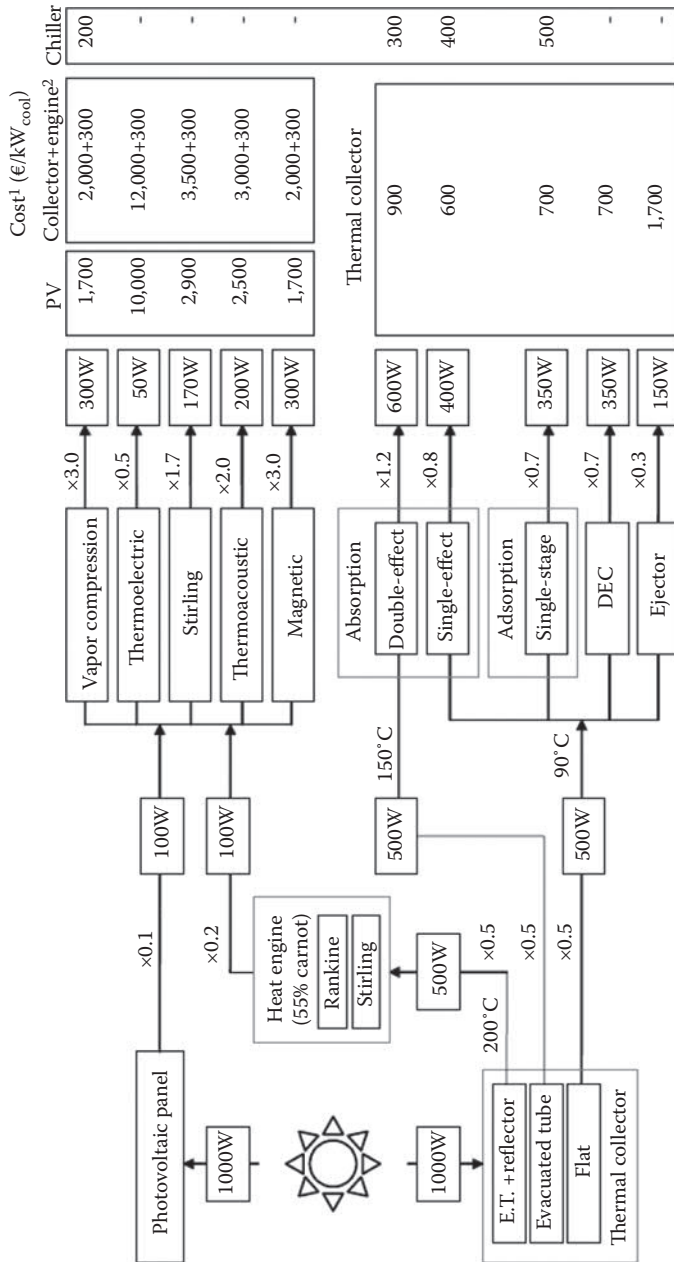 Cost¹ (€/kWcool)
PV
Collector+engine²
Chiller
Photovoltaic panel
×0.1
100W
Vapor compression
×3.0
300W
1,700
2,000+300
200
Thermoelectric
×0.5
50W
10,000
12,000+300
-
Stirling
×1.7
170W
2,900
3,500+300
-
Thermoacoustic
×2.0
200W
2,500
3,000+300
-
Magnetic
×3.0
300W
1,700
2,000+300
-
1000W
Heat engine
(55% carnot)
Rankine
Stirling
×0.2
100W
500W
200°C
×0.5
1000W
E.T. +reflector
Evacuated tube
Flat
Thermal collector
×0.5
500W
150°C
×0.5
500W
90°C
Thermal collector
Absorption
Double-effect
×1.2
600W
900
300
Single-effect
×0.8
400W
600
400
Adsorption
Single-stage
×0.7
350W
700
500
DEC
×0.7
350W
700
-
Ejector
×0.3
150W
1,700
-